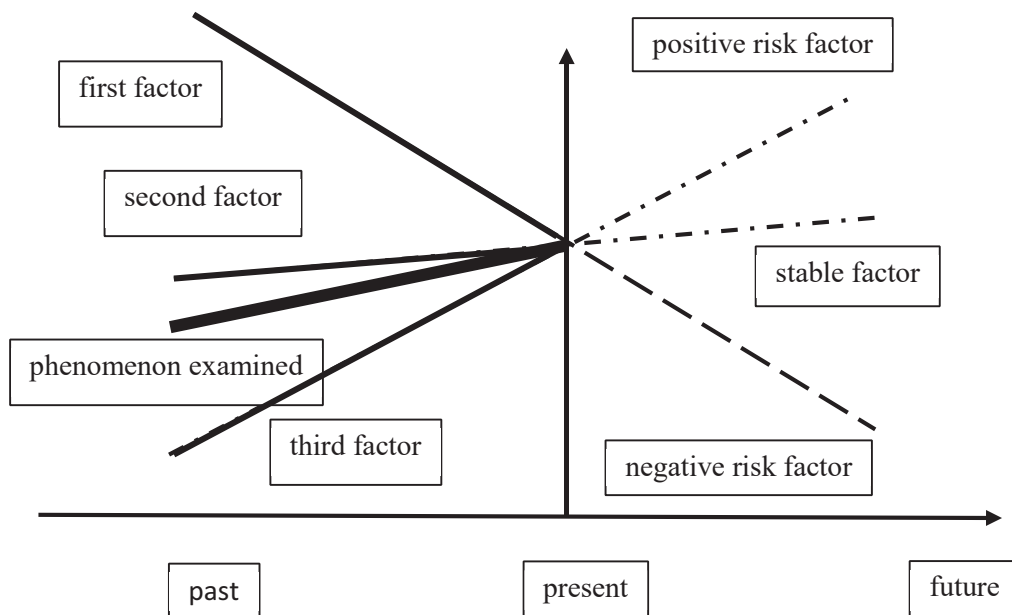 positive risk factor
first factor
second factor
stable factor
phenomenon examined
third factor
negative risk factor
past
present
future